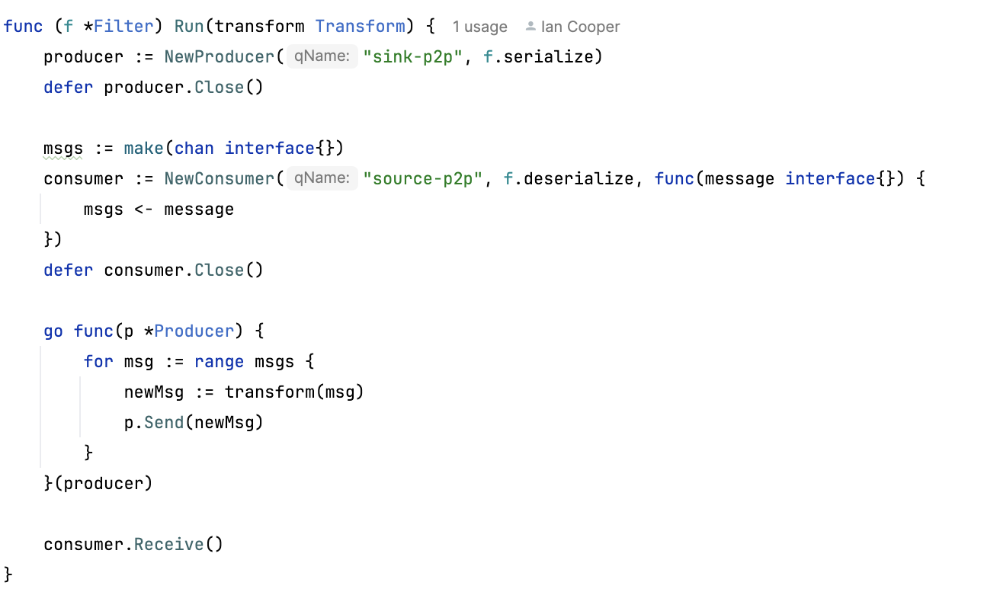 func (f *Filter) Run(transform Transform) { 1 usage Ian Cooper
    producer := NewProducer( qName: "sink-p2p", f.serialize)
    defer producer.Close()

    msgs := make(chan interface{})
    consumer := NewConsumer( qName: "source-p2p", f.deserialize, func(message interface{}) {
        msgs <- message
    })
    defer consumer.Close()

    go func(p *Producer) {
        for msg := range msgs {
            newMsg := transform(msg)
            p.Send(newMsg)
        }
    }(producer)

    consumer.Receive()
}